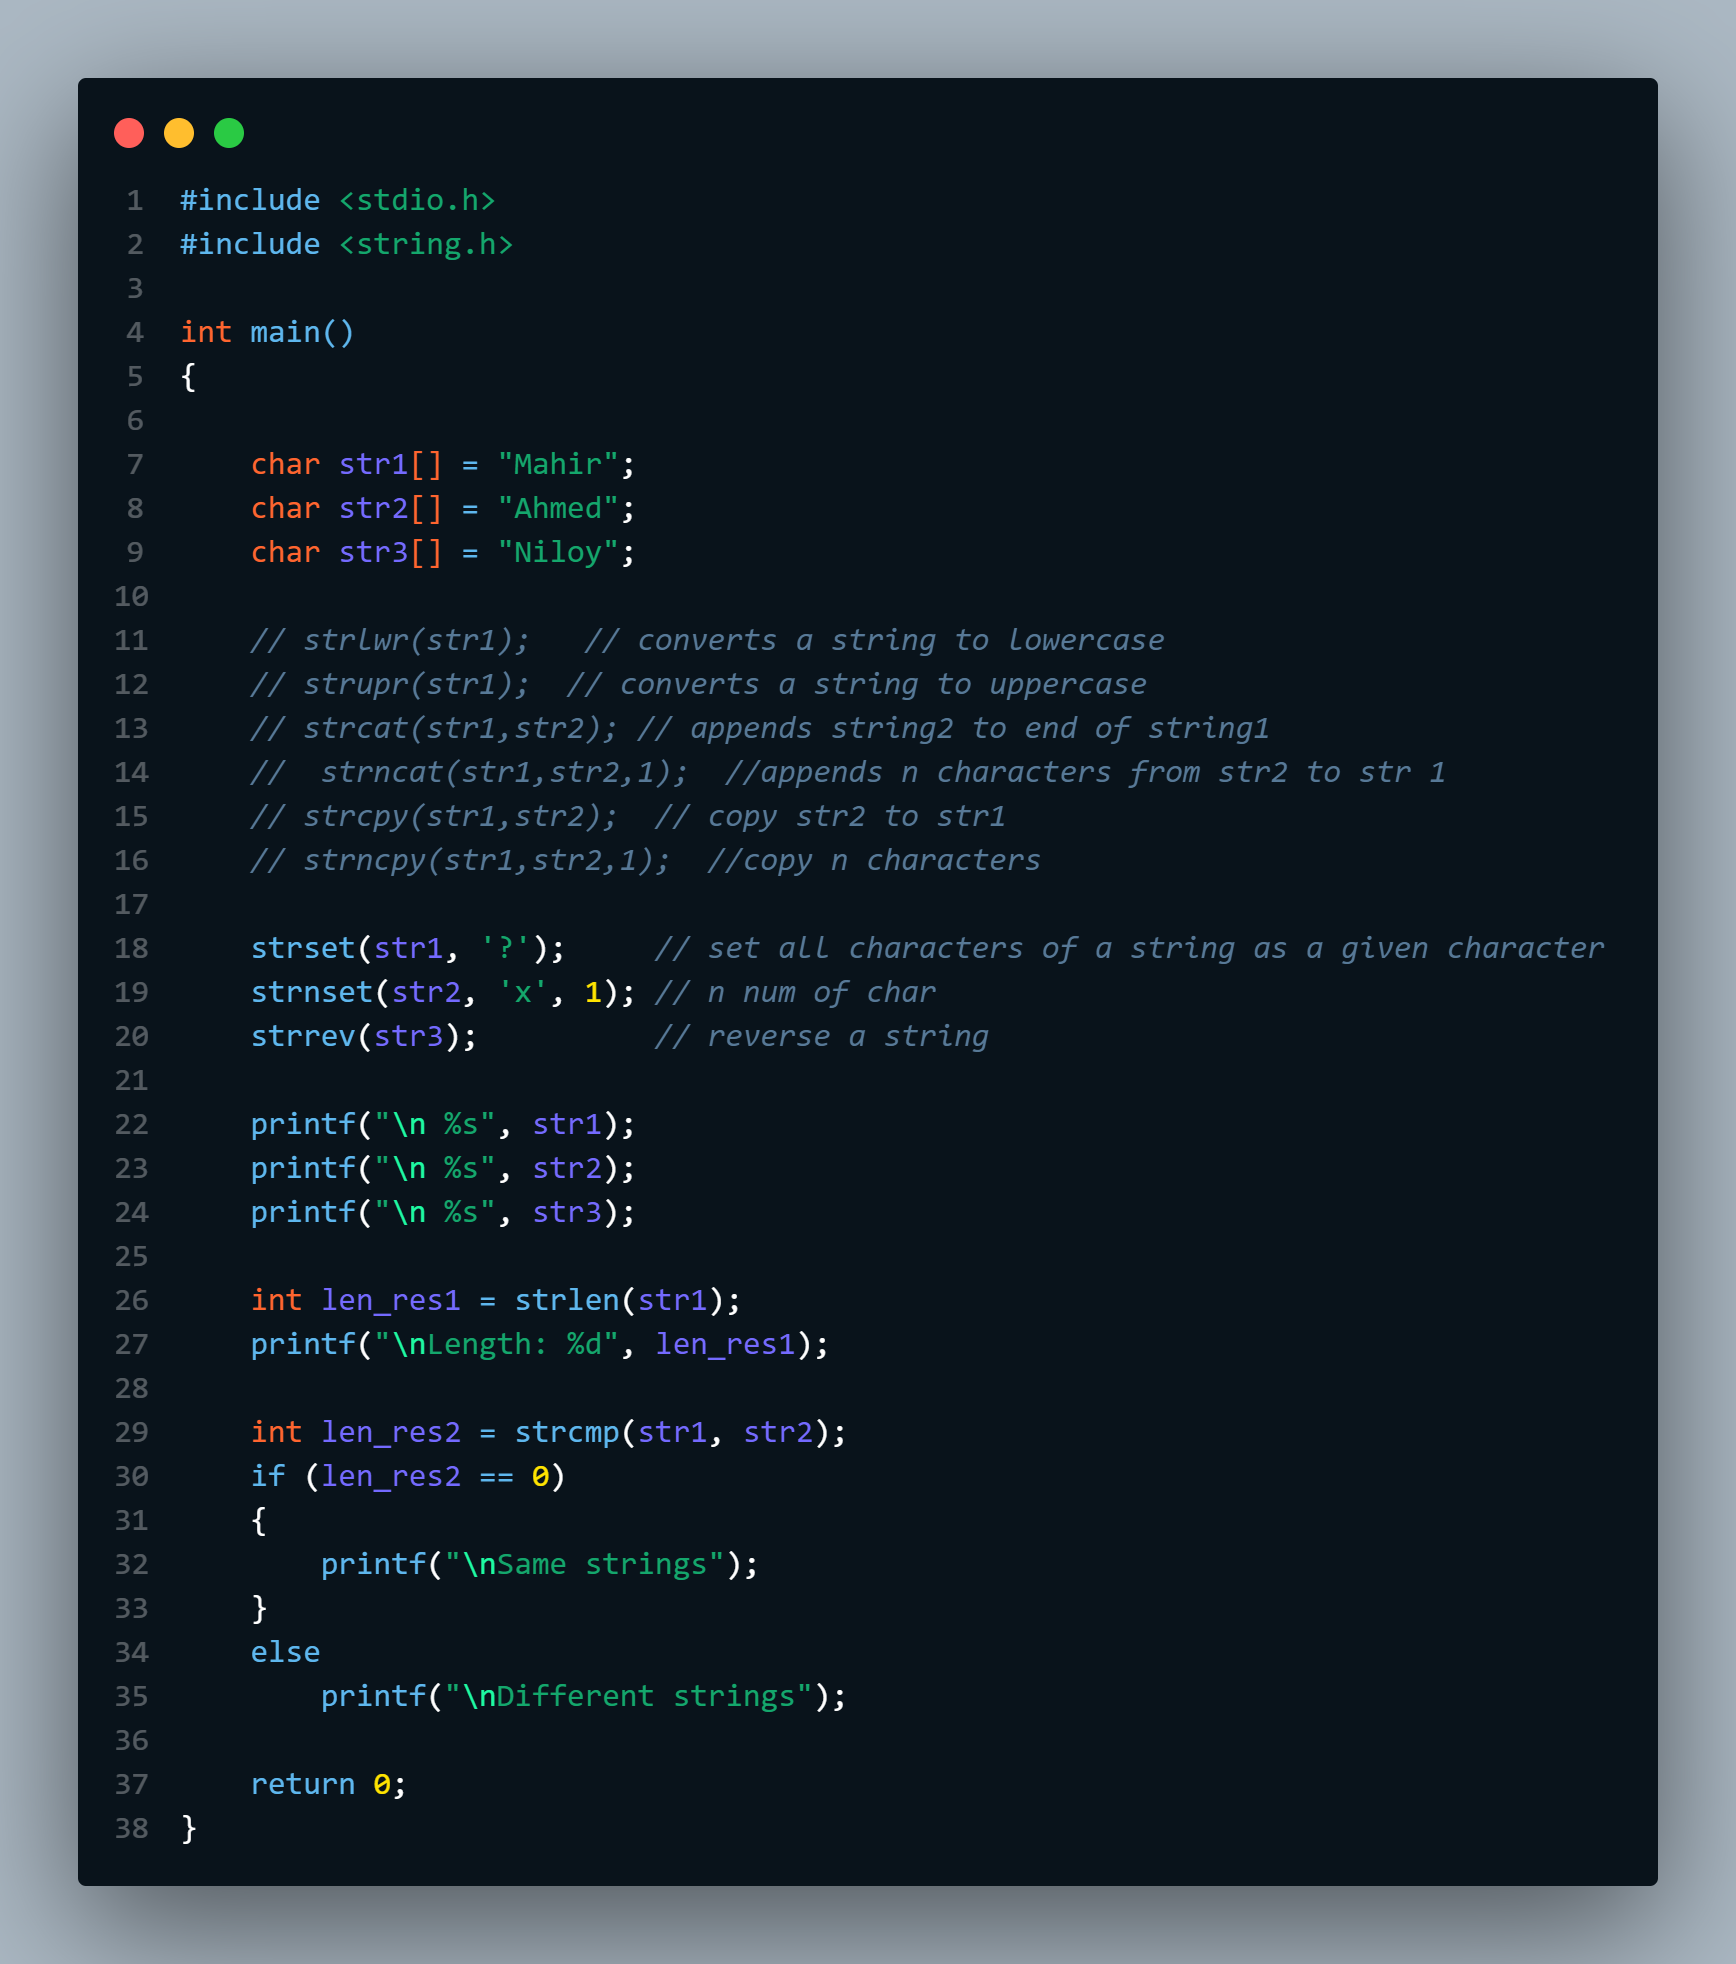 1 #include <stdio.h>
2 #include <string.h>
3
4 int main()
5 {
6
7     char str1[] = "Mahir";
8     char str2[] = "Ahmed";
9     char str3[] = "Niloy";
10
11     // strlwr(str1);   // converts a string to lowercase
12     // strupr(str1);  // converts a string to uppercase
13     // strcat(str1,str2); // appends string2 to end of string1
14     //  strncat(str1,str2,1);  //appends n characters from str2 to str 1
15     // strcpy(str1,str2);  // copy str2 to str1
16     // strncpy(str1,str2,1);  //copy n characters
17
18     strset(str1, '?');     // set all characters of a string as a given character
19     strnset(str2, 'x', 1); // n num of char
20     strrev(str3);          // reverse a string
21
22     printf("\n %s", str1);
23     printf("\n %s", str2);
24     printf("\n %s", str3);
25
26     int len_res1 = strlen(str1);
27     printf("\nLength: %d", len_res1);
28
29     int len_res2 = strcmp(str1, str2);
30     if (len_res2 == 0)
31     {
32         printf("\nSame strings");
33     }
34     else
35         printf("\nDifferent strings");
36
37     return 0;
38 }